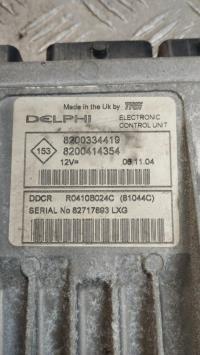 Made in the Uk by TRW
DELPHI ELECTRONIC
CONTROL UNIT
153
8200334419
8200414354
12V= 08.11.04
DDCR R0410B024C (81044C)
SERIAL No 82717893 LXG